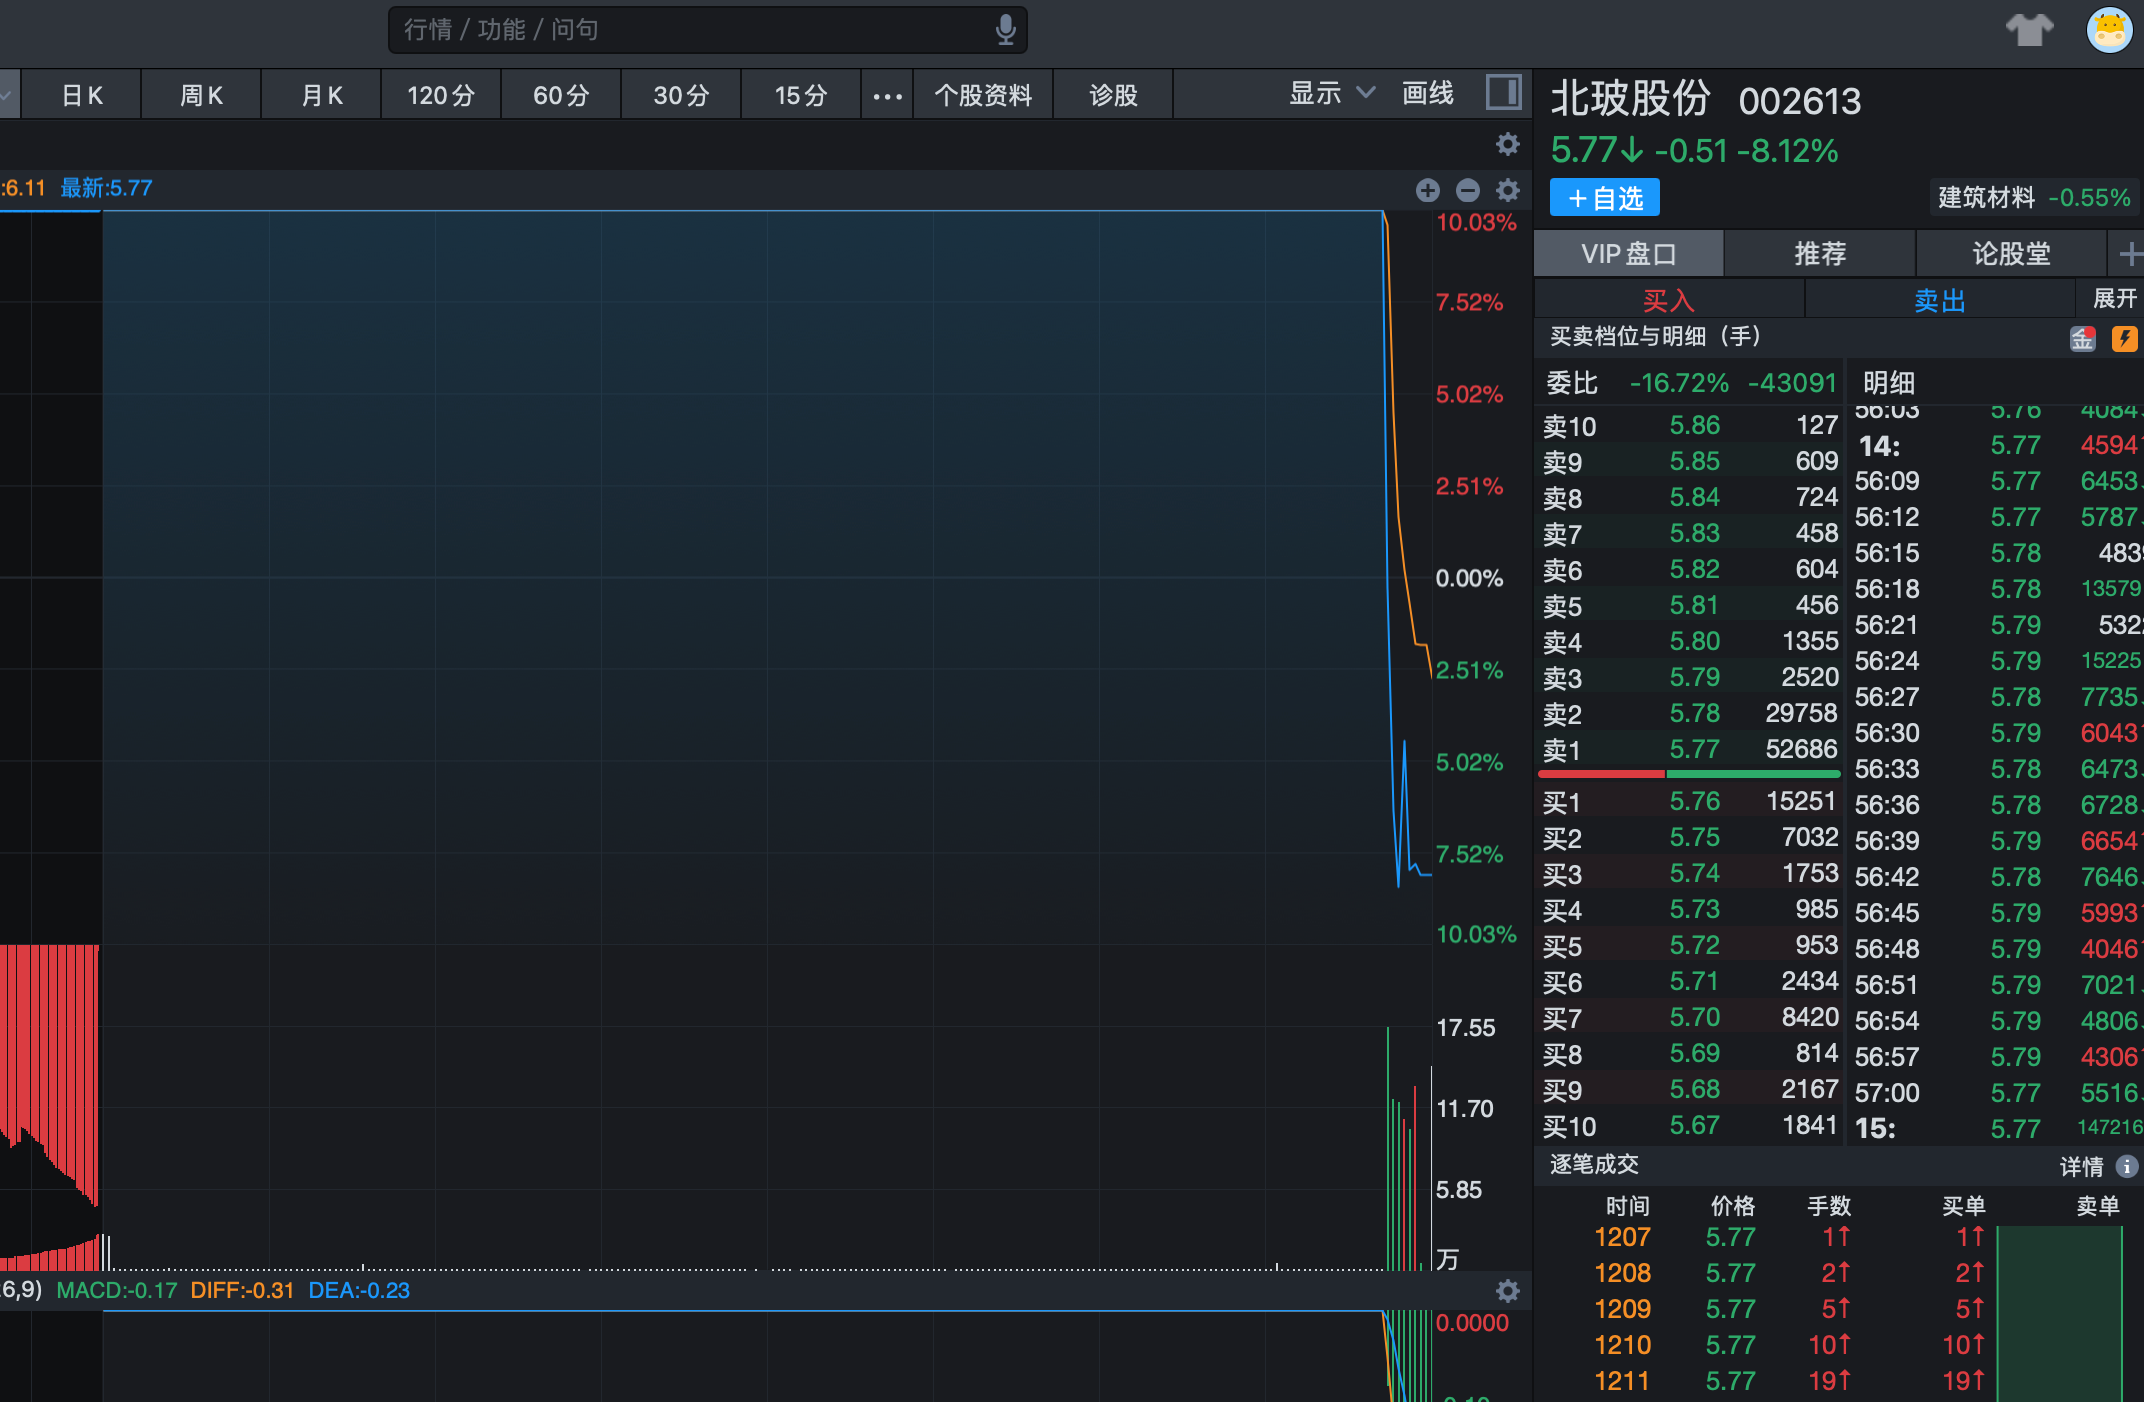 行情 / 功能 / 问句
日K 周K 月K 120分 60分 30分 15分 ••• 个股资料 诊股 显示 画线
:6.11 最新:5.77
10.03%
7.52%
5.02%
2.51%
0.00%
2.51%
5.02%
7.52%
10.03%
17.55
11.70
5.85
万
6,9) MACD:-0.17 DIFF:-0.31 DEA:-0.23
0.0000
北玻股份 002613
5.77↓ -0.51 -8.12%
+自选 建筑材料 -0.55%
VIP盘口 推荐 论股堂 +
买入 卖出 展开
买卖档位与明细（手） 金
委比 -16.72% -43091
卖10 5.86 127
卖9 5.85 609
卖8 5.84 724
卖7 5.83 458
卖6 5.82 604
卖5 5.81 456
卖4 5.80 1355
卖3 5.79 2520
卖2 5.78 29758
卖1 5.77 52686
买1 5.76 15251
买2 5.75 7032
买3 5.74 1753
买4 5.73 985
买5 5.72 953
买6 5.71 2434
买7 5.70 8420
买8 5.69 814
买9 5.68 2167
买10 5.67 1841
明细
56:03 5.76 4084
14: 5.77 4594
56:09 5.77 6453
56:12 5.77 5787
56:15 5.78 483
56:18 5.78 13579
56:21 5.79 532
56:24 5.79 15225
56:27 5.78 7735
56:30 5.79 6043
56:33 5.78 6473
56:36 5.78 6728
56:39 5.79 6654
56:42 5.78 7646
56:45 5.79 5993
56:48 5.79 4046
56:51 5.79 7021
56:54 5.79 4806
56:57 5.79 4306
57:00 5.77 5516
15: 5.77 147216
逐笔成交 详情
时间 价格 手数 买单 卖单
1207 5.77 1↑ 1↑
1208 5.77 2↑ 2↑
1209 5.77 5↑ 5↑
1210 5.77 10↑ 10↑
1211 5.77 19↑ 19↑